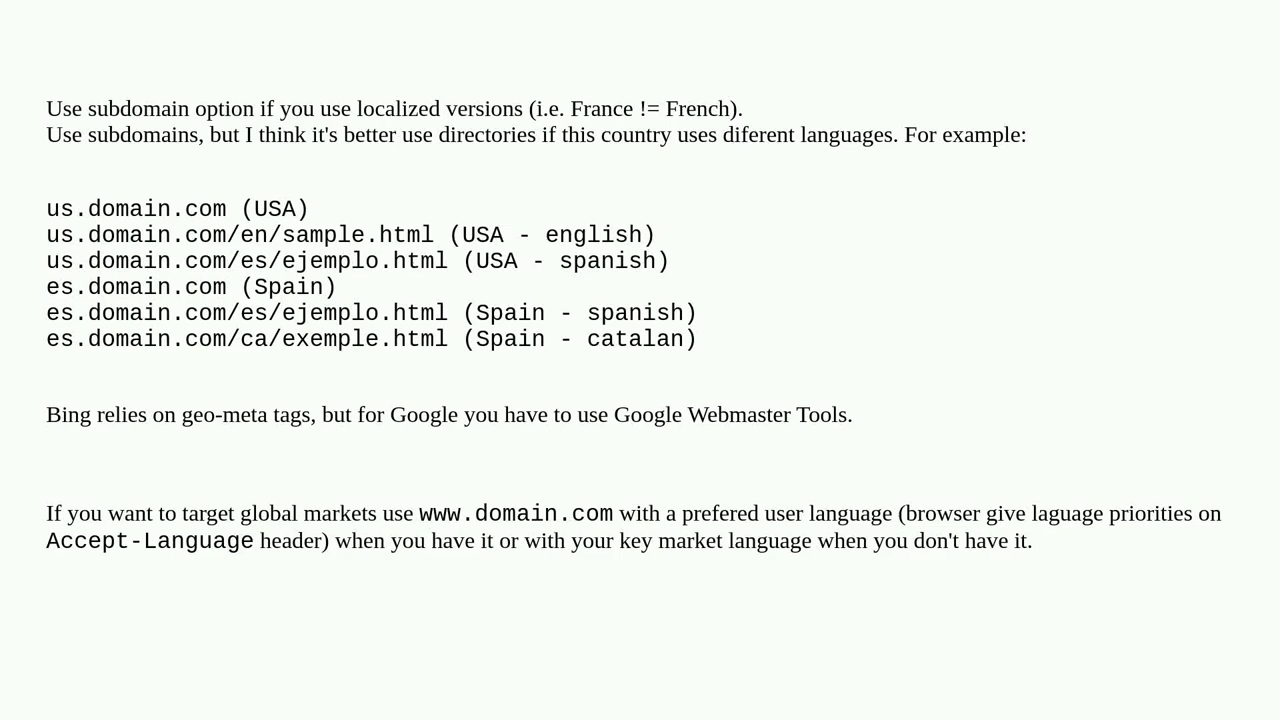 Use subdomain option if you use localized versions (i.e. France != French).
Use subdomains, but I think it's better use directories if this country uses diferent languages. For example:
us.domain.com (USA)
us.domain.com/en/sample.html (USA - english)
us.domain.com/es/ejemplo.html (USA - spanish)
es.domain.com (Spain)
es.domain.com/es/ejemplo.html (Spain - spanish)
es.domain.com/ca/exemple.html (Spain - catalan)
Bing relies on geo-meta tags, but for Google you have to use Google Webmaster Tools.
If you want to target global markets use www.domain.com with a prefered user language (browser give laguage priorities on
Accept-Language header) when you have it or with your key market language when you don't have it.